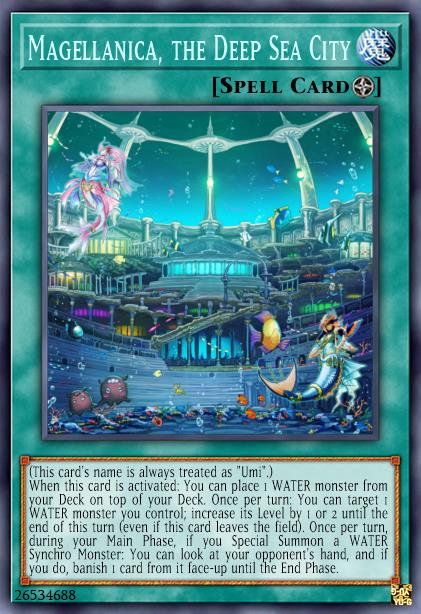 Magellanica, the Deep Sea City
魔
[Spell Card]
(This card's name is always treated as "Umi".)
When this card is activated: You can place 1 WATER monster from
your Deck on top of your Deck. Once per turn: You can target 1
WATER monster you control; increase its Level by 1 or 2 until the
end of this turn (even if this card leaves the field). Once per turn,
during your Main Phase, if you Special Summon a WATER
Synchro Monster: You can look at your opponent's hand, and if
you do, banish 1 card from it face-up until the End Phase.
26534688